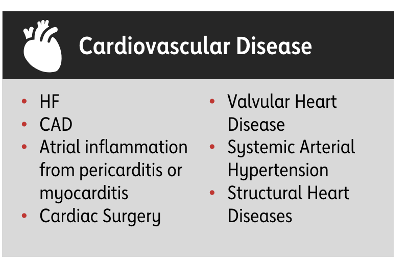 Cardiovascular Disease
• HF
• CAD
• Atrial inflammation
from pericarditis or
myocarditis
• Cardiac Surgery
• Valvular Heart
Disease
• Systemic Arterial
Hypertension
• Structural Heart
Diseases